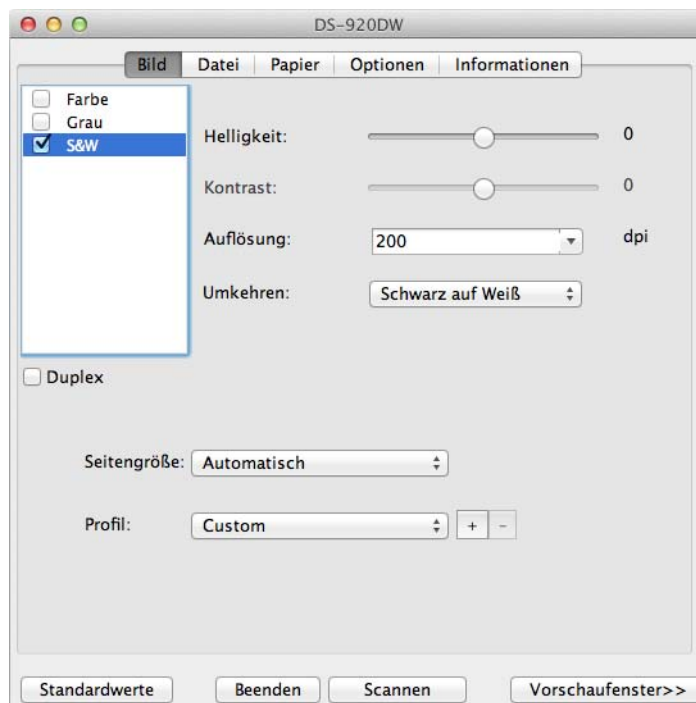 DS-920DW
Bild Datei Papier Optionen Informationen
Farbe
Grau
S&W
Helligkeit: 0
Kontrast: 0
Auflösung: 200 dpi
Umkehren: Schwarz auf Weiß
Duplex
Seitengröße: Automatisch
Profil: Custom + -
Standardwerte Beenden Scannen Vorschaufenster>>